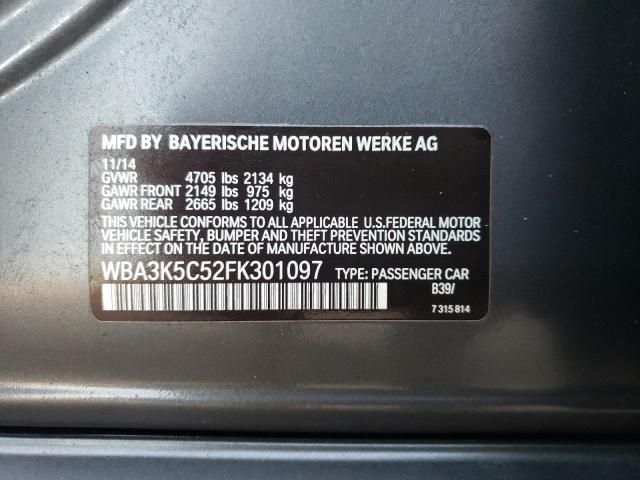 MFD BY BAYERISCHE MOTOREN WERKE AG
11/14
GVWR 4705 lbs 2134 kg
GAWR FRONT 2149 lbs 975 kg
GAWR REAR 2665 lbs 1209 kg
THIS VEHICLE CONFORMS TO ALL APPLICABLE U.S.FEDERAL MOTOR
VEHICLE SAFETY, BUMPER AND THEFT PREVENTION STANDARDS
IN EFFECT ON THE DATE OF MANUFACTURE SHOWN ABOVE.
WBA3K5C52FK301097 TYPE: PASSENGER CAR
B39/
7 315 814